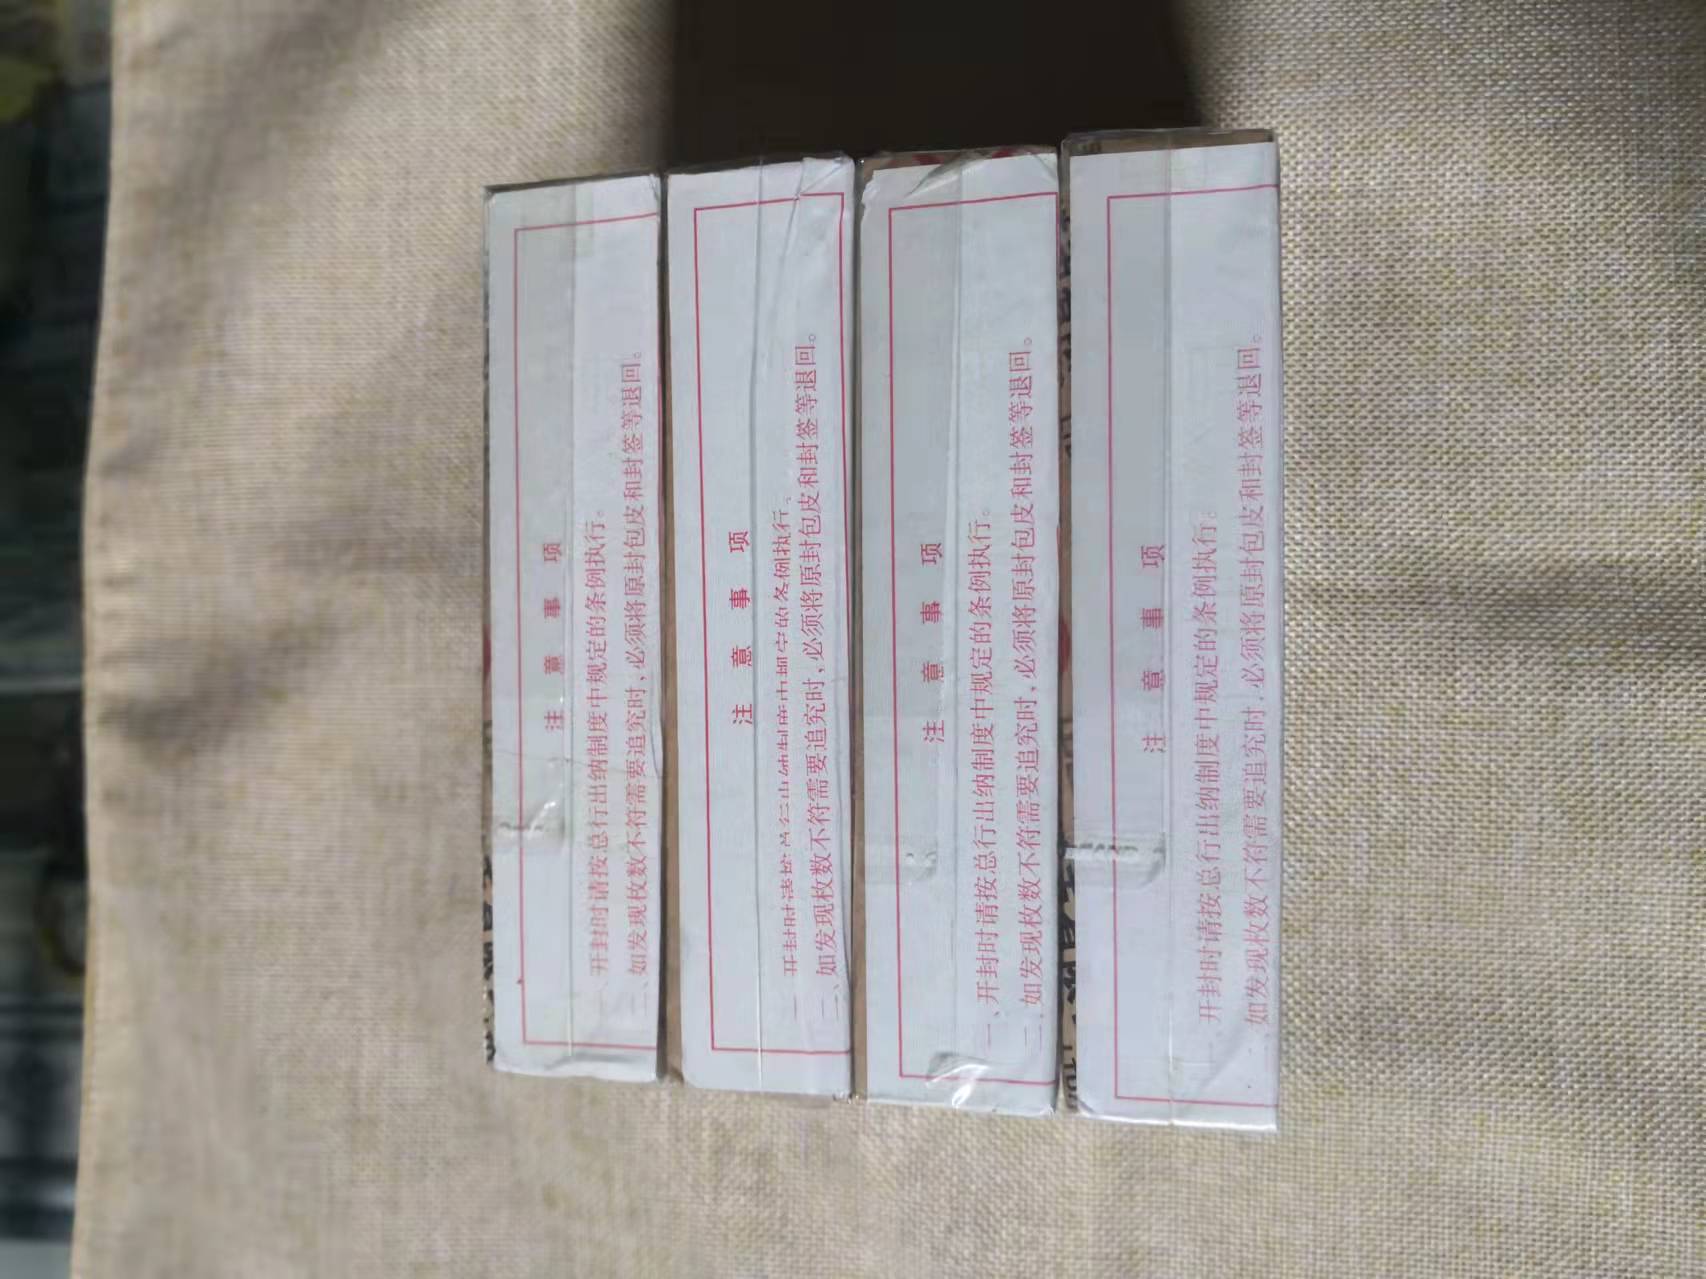 注意事项
一、开封时请按总行出纳制度中规定的条例执行。
二、如发现枚数不符需要追究时，必须将原封包皮和封签等退回。
注意事项
一
二、如发现枚数不符需要追究时，必须将原封包皮和封签等退回。
注意事项
一、开封时请按总行出纳制度中规定的条例执行。
二、如发现枚数不符需要追究时，必须将原封包皮和封签等退回。
注意事项
开封时请按总行出纳制度中规定的条例执行。
如发现枚数不符需要追究时，必须将原封包皮和封签等退回。